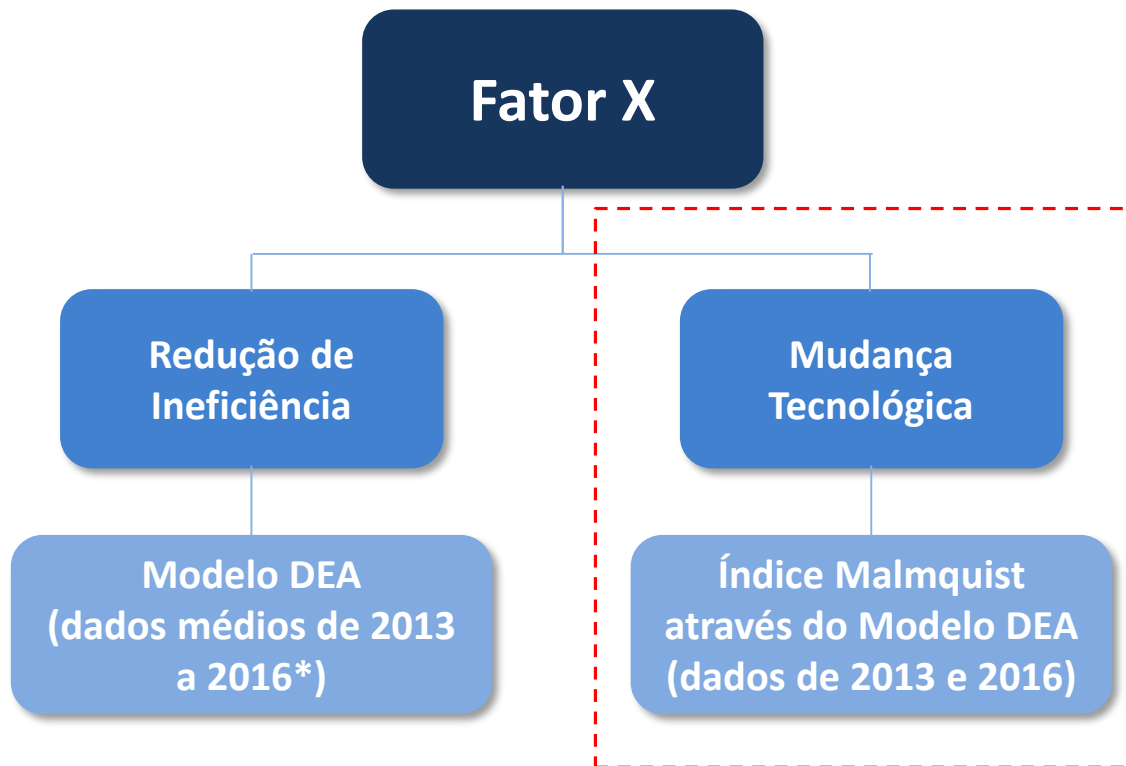 Fator X
Redução de
Ineficiência
Mudança
Tecnológica
Modelo DEA
(dados médios de 2013
a 2016*)
Índice Malmquist
através do Modelo DEA
(dados de 2013 e 2016)